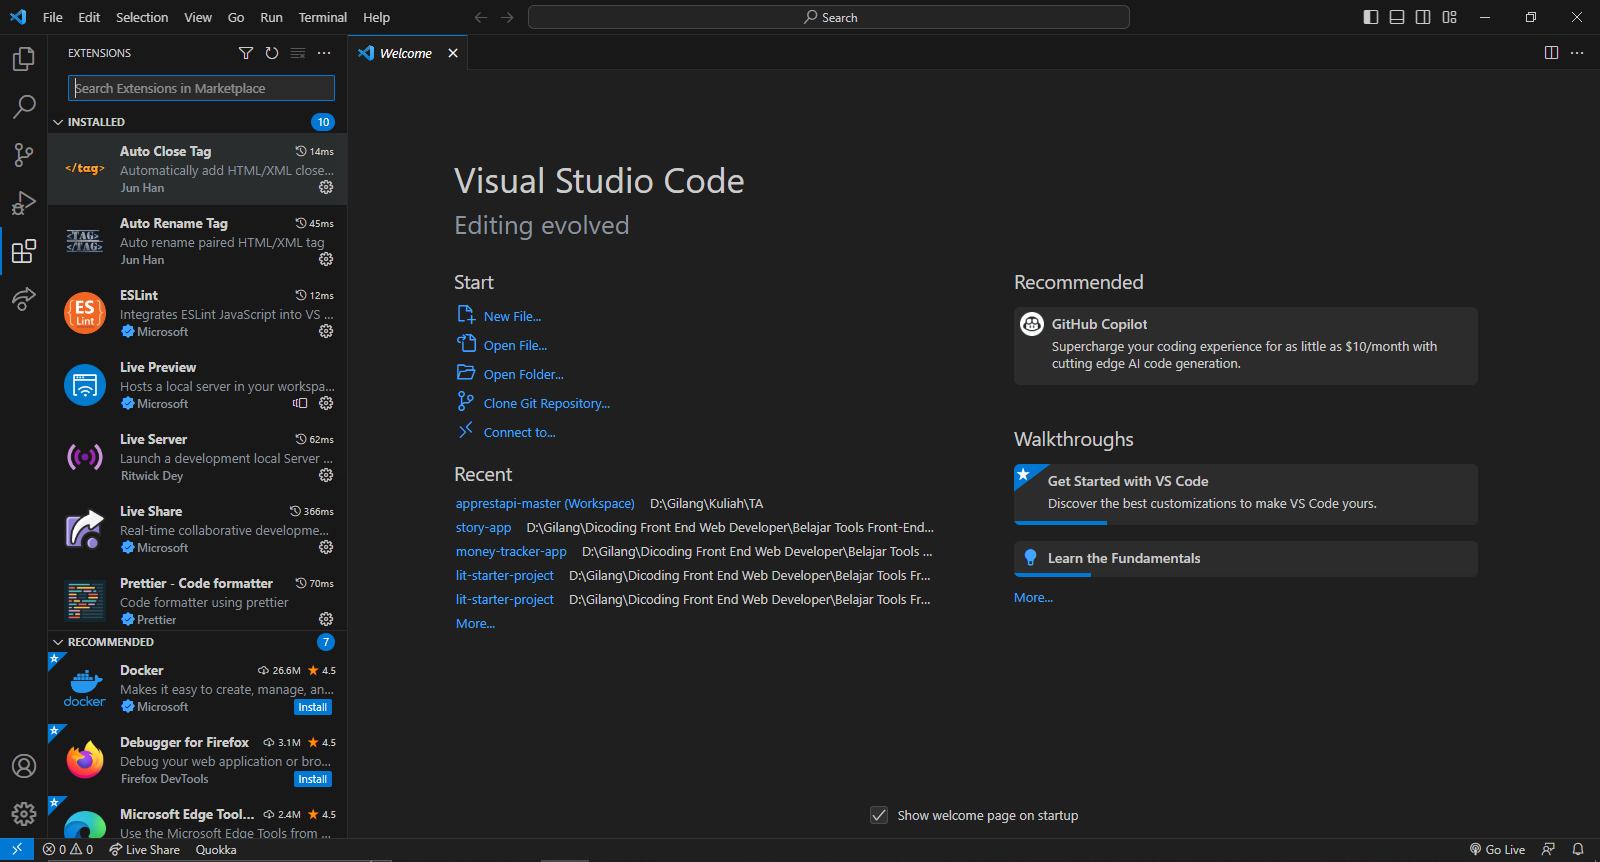 File Edit Selection View Go Run Terminal Help
Search
EXTENSIONS
Welcome
Search Extensions in Marketplace
INSTALLED 10
</tag>
Auto Close Tag 14ms
Automatically add HTML/XML close...
Jun Han
<TAG>
</TAG>
Auto Rename Tag 45ms
Auto rename paired HTML/XML tag
Jun Han
{ES}
Lint
ESLint 12ms
Integrates ESLint JavaScript into VS ...
Microsoft
Live Preview
Hosts a local server in your workspa...
Microsoft
Live Server 62ms
Launch a development local Server ...
Ritwick Dey
Live Share 366ms
Real-time collaborative developme...
Microsoft
Prettier - Code formatter 70ms
Code formatter using prettier
Prettier
RECOMMENDED 7
docker
Docker 26.6M 4.5
Makes it easy to create, manage, an...
Microsoft Install
Debugger for Firefox 3.1M 4.5
Debug your web application or bro...
Firefox DevTools Install
Microsoft Edge Tool... 2.4M 4.5
Use the Microsoft Edge Tools from ...
Visual Studio Code
Editing evolved
Start
New File...
Open File...
Open Folder...
Clone Git Repository...
Connect to...
Recent
apprestapi-master (Workspace) D:\Gilang\Kuliah\TA
story-app D:\Gilang\Dicoding Front End Web Developer\Belajar Tools Front-End...
money-tracker-app D:\Gilang\Dicoding Front End Web Developer\Belajar Tools ...
lit-starter-project D:\Gilang\Dicoding Front End Web Developer\Belajar Tools Fr...
lit-starter-project D:\Gilang\Dicoding Front End Web Developer\Belajar Tools Fr...
More...
Recommended
GitHub Copilot
Supercharge your coding experience for as little as $10/month with
cutting edge AI code generation.
Walkthroughs
Get Started with VS Code
Discover the best customizations to make VS Code yours.
Learn the Fundamentals
More...
Show welcome page on startup
0 0 Live Share Quokka Go Live